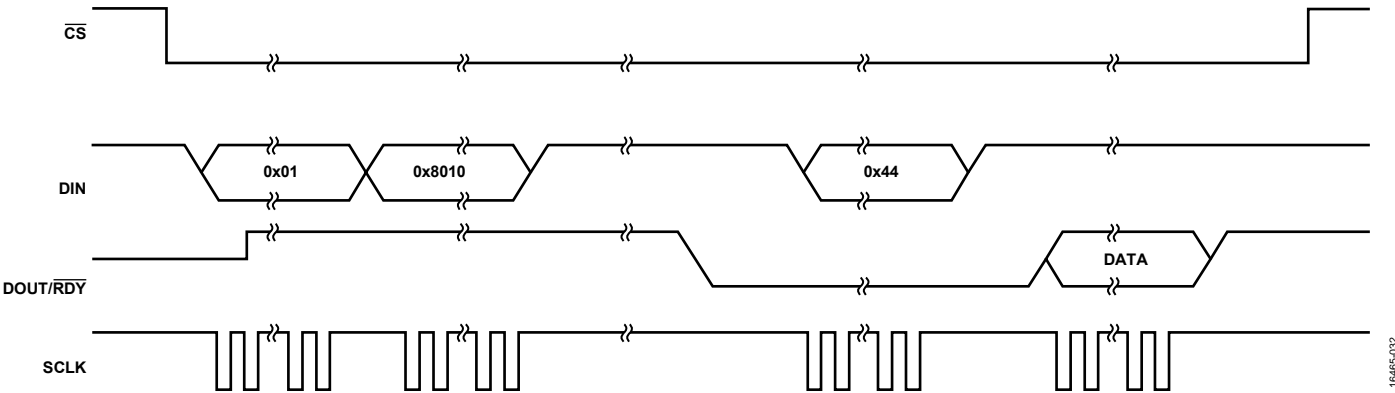 CS
DIN
0x01
0x8010
0x44
DOUT/RDY
DATA
SCLK
16465-032